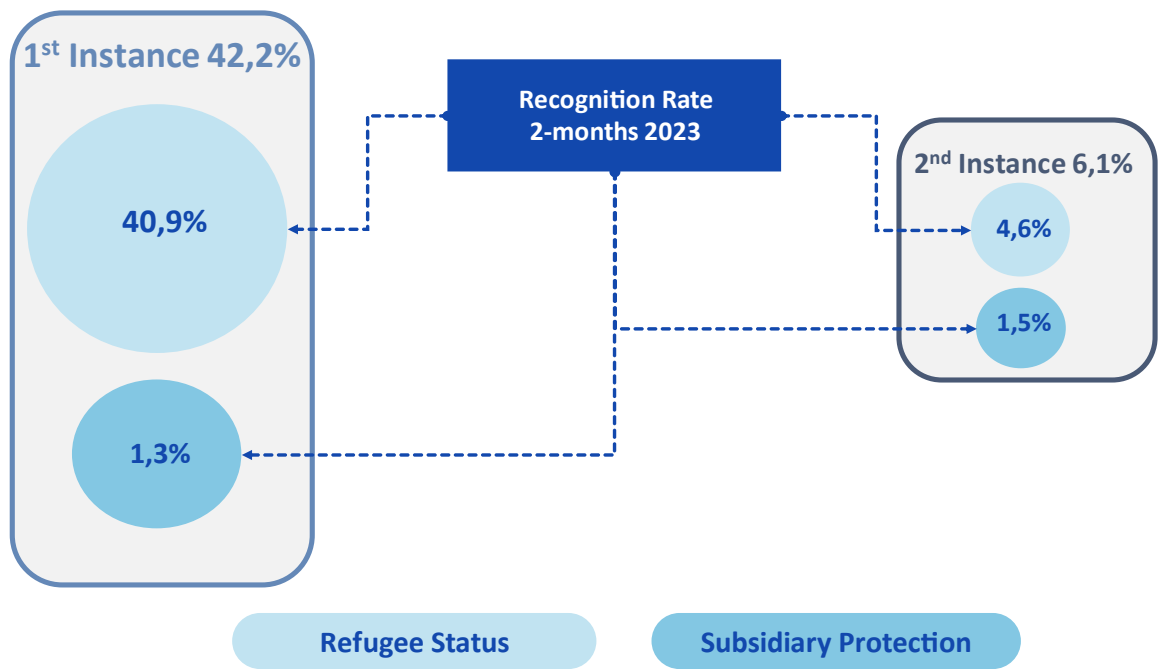 1st Instance 42,2%
40,9%
1,3%
Recognition Rate
2-months 2023
2nd Instance 6,1%
4,6%
1,5%
Refugee Status
Subsidiary Protection